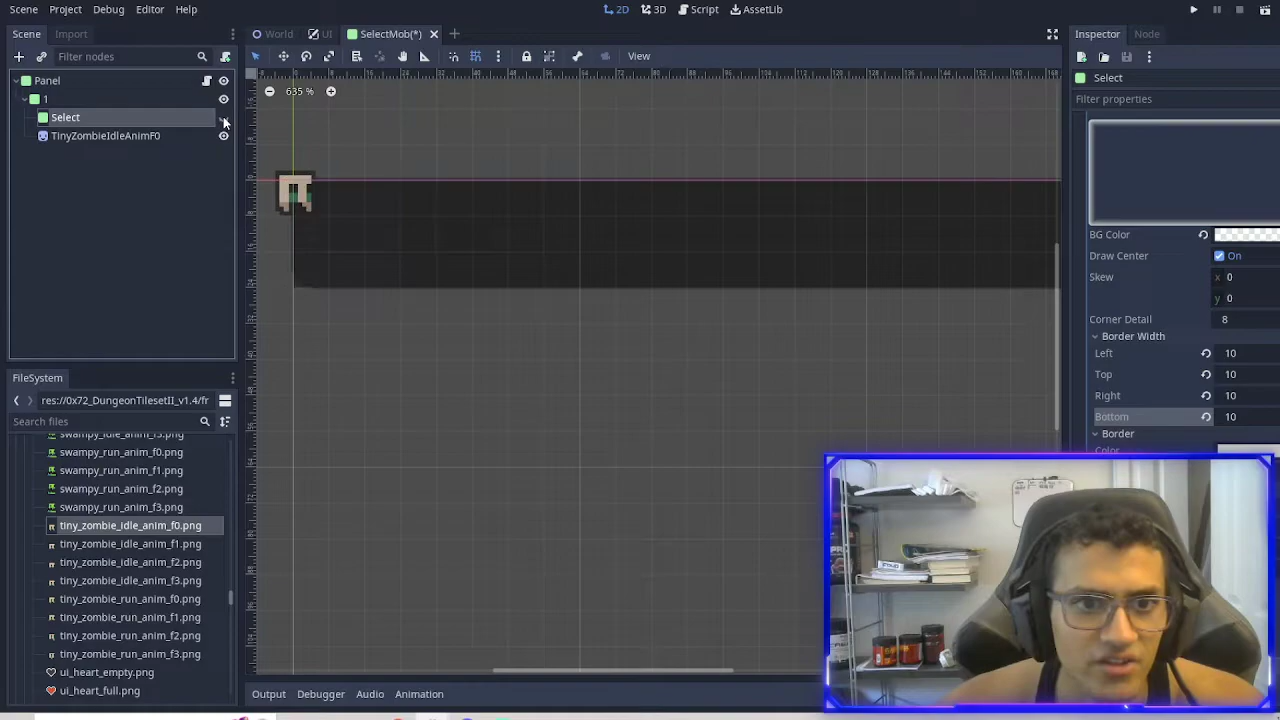 Scene Project Debug Editor Help
2D 3D Script AssetLib
Scene Import
World UI SelectMob(*)
Inspector Node
Filter nodes
View
Panel
1
Select
TinyZombieIdleAnimF0
635 %
Select
Filter properties
BG Color
Draw Center On
Skew x 0
y 0
Corner Detail 8
Border Width
Left 10
Top 10
Right 10
Bottom 10
Border
Color
FileSystem
res://0x72_DungeonTilesetII_v1.4/fr
Search files
swampy_idle_anim_f3.png
swampy_run_anim_f0.png
swampy_run_anim_f1.png
swampy_run_anim_f2.png
swampy_run_anim_f3.png
tiny_zombie_idle_anim_f0.png
tiny_zombie_idle_anim_f1.png
tiny_zombie_idle_anim_f2.png
tiny_zombie_idle_anim_f3.png
tiny_zombie_run_anim_f0.png
tiny_zombie_run_anim_f1.png
tiny_zombie_run_anim_f2.png
tiny_zombie_run_anim_f3.png
ui_heart_empty.png
ui_heart_full.png
Output Debugger Audio Animation